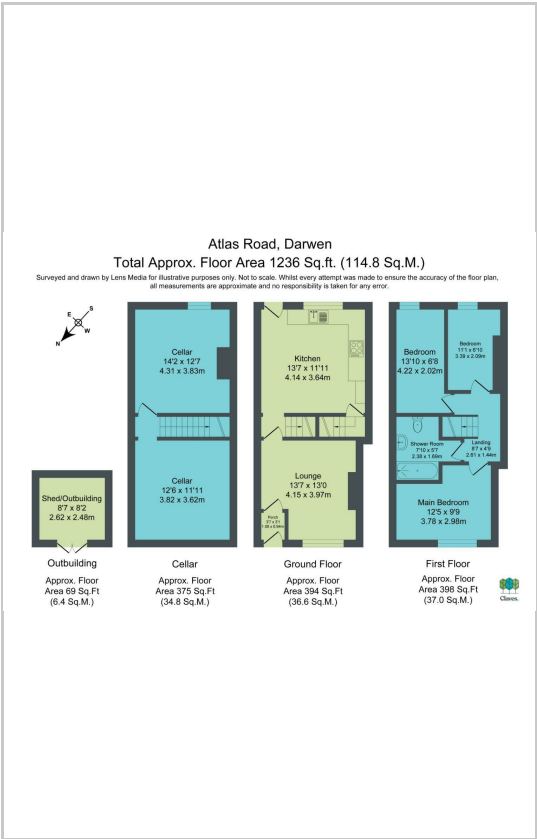 Atlas Road, Darwen
Total Approx. Floor Area 1236 Sq.ft. (114.8 Sq.M.)
Surveyed and drawn by Lens Media for illustrative purposes only. Not to scale. Whilst every attempt was made to ensure the accuracy of the floor plan,
all measurements are approximate and no responsibility is taken for any error.
E
S
N
W
Shed/Outbuilding
8'7 x 8'2
2.62 x 2.48m
Outbuilding
Approx. Floor
Area 69 Sq.Ft
(6.4 Sq.M.)
Cellar
14'2 x 12'7
4.31 x 3.83m
Cellar
12'6 x 11'11
3.82 x 3.62m
Cellar
Approx. Floor
Area 375 Sq.Ft
(34.8 Sq.M.)
Kitchen
13'7 x 11'11
4.14 x 3.64m
Lounge
13'7 x 13'0
4.15 x 3.97m
Porch
Ground Floor
Approx. Floor
Area 394 Sq.Ft
(36.6 Sq.M.)
Bedroom
13'10 x 6'8
4.22 x 2.02m
Bedroom
11'1 x 6'10
3.39 x 2.09m
Shower Room
7'10 x 5'7
2.38 x 1.69m
Landing
8'7 x 4'9
2.61 x 1.44m
Main Bedroom
12'5 x 9'9
3.78 x 2.98m
First Floor
Approx. Floor
Area 398 Sq.Ft
(37.0 Sq.M.)
Claves.